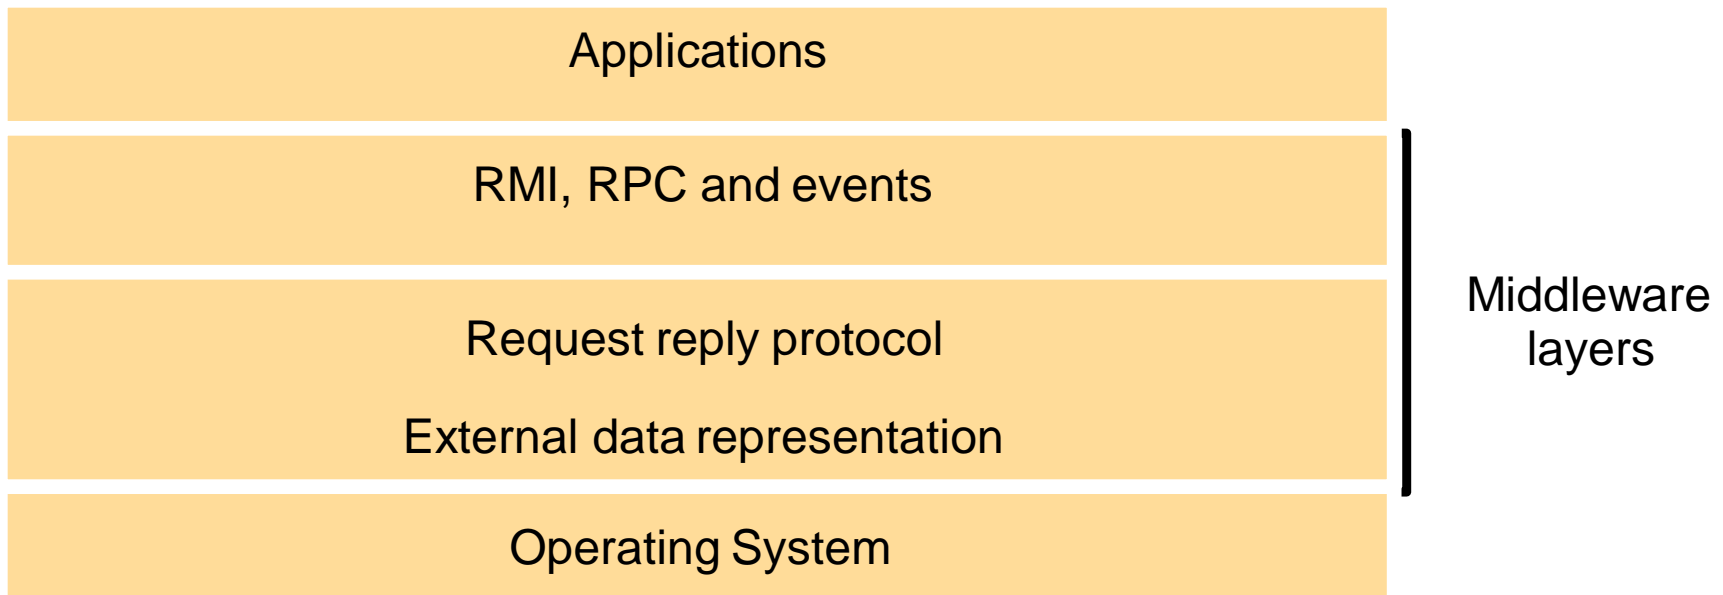 Applications
RMI, RPC and events
Request reply protocol
External data representation
Operating System
Middleware
layers